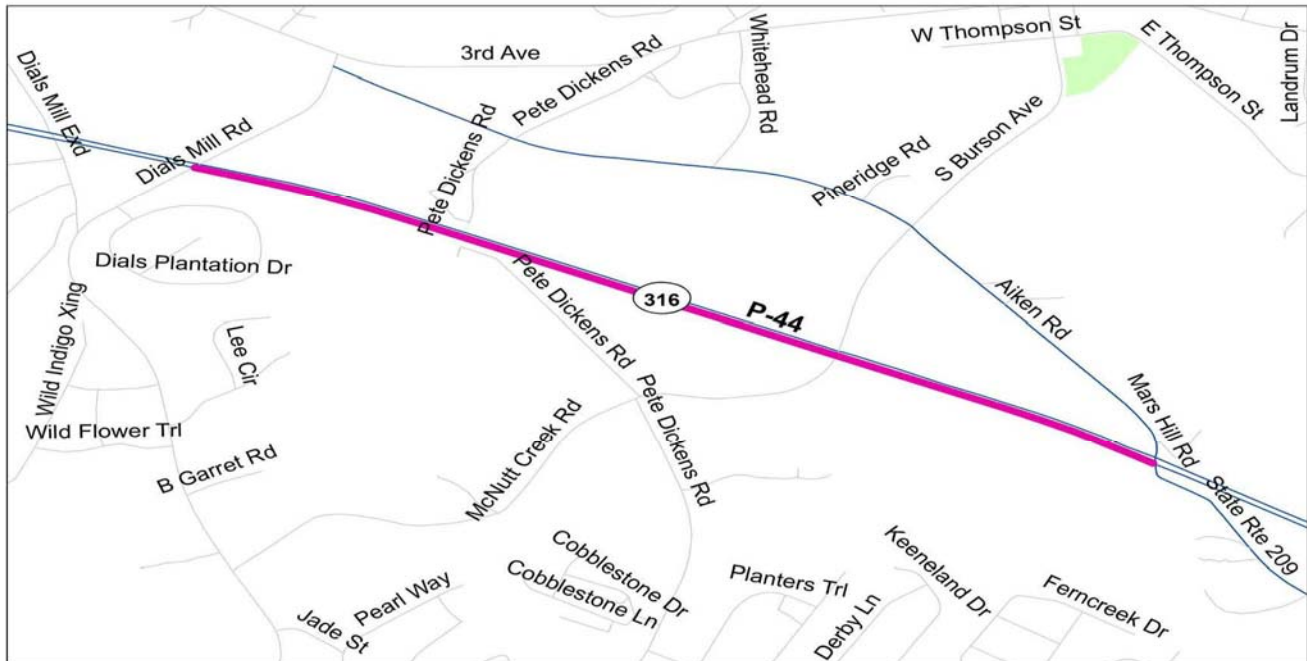 W Thompson St
E Thompson St
Landrum Dr
3rd Ave
Pete Dickens Rd
Whitehead Rd
Dials Mill Exd
Dials Mill Rd
Pete Dickens Rd
S Burson Ave
Pineridge Rd
Dials Plantation Dr
Pete Dickens Rd
316
P-44
Aiken Rd
Wild Indigo Xing
Lee Cir
Pete Dickens Rd
Mars Hill Rd
Wild Flower Trl
B Garret Rd
McNutt Creek Rd
State Rte 209
Cobblestone Dr
Cobblestone Ln
Planters Trl
Keeneland Dr
Ferncreek Dr
Pearl Way
Jade St
Derby Ln